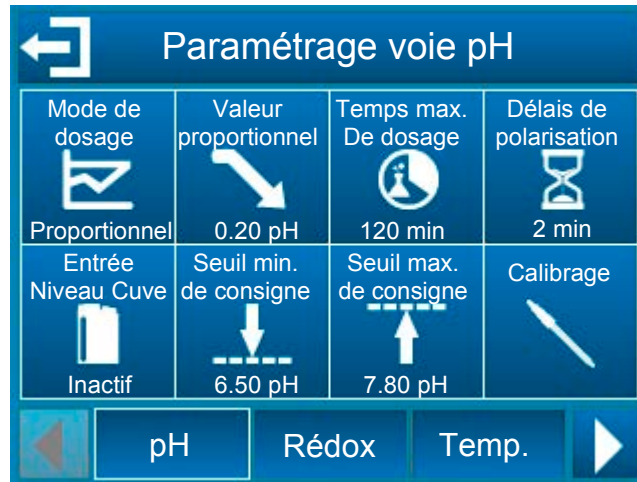 Paramétrage voie pH
Mode de
dosage
Proportionnel
Valeur
proportionnel
0.20 pH
Temps max.
De dosage
120 min
Délais de
polarisation
2 min
Entrée
Niveau Cuve
Inactif
Seuil min.
de consigne
6.50 pH
Seuil max.
de consigne
7.80 pH
Calibrage
pH
Rédox
Temp.